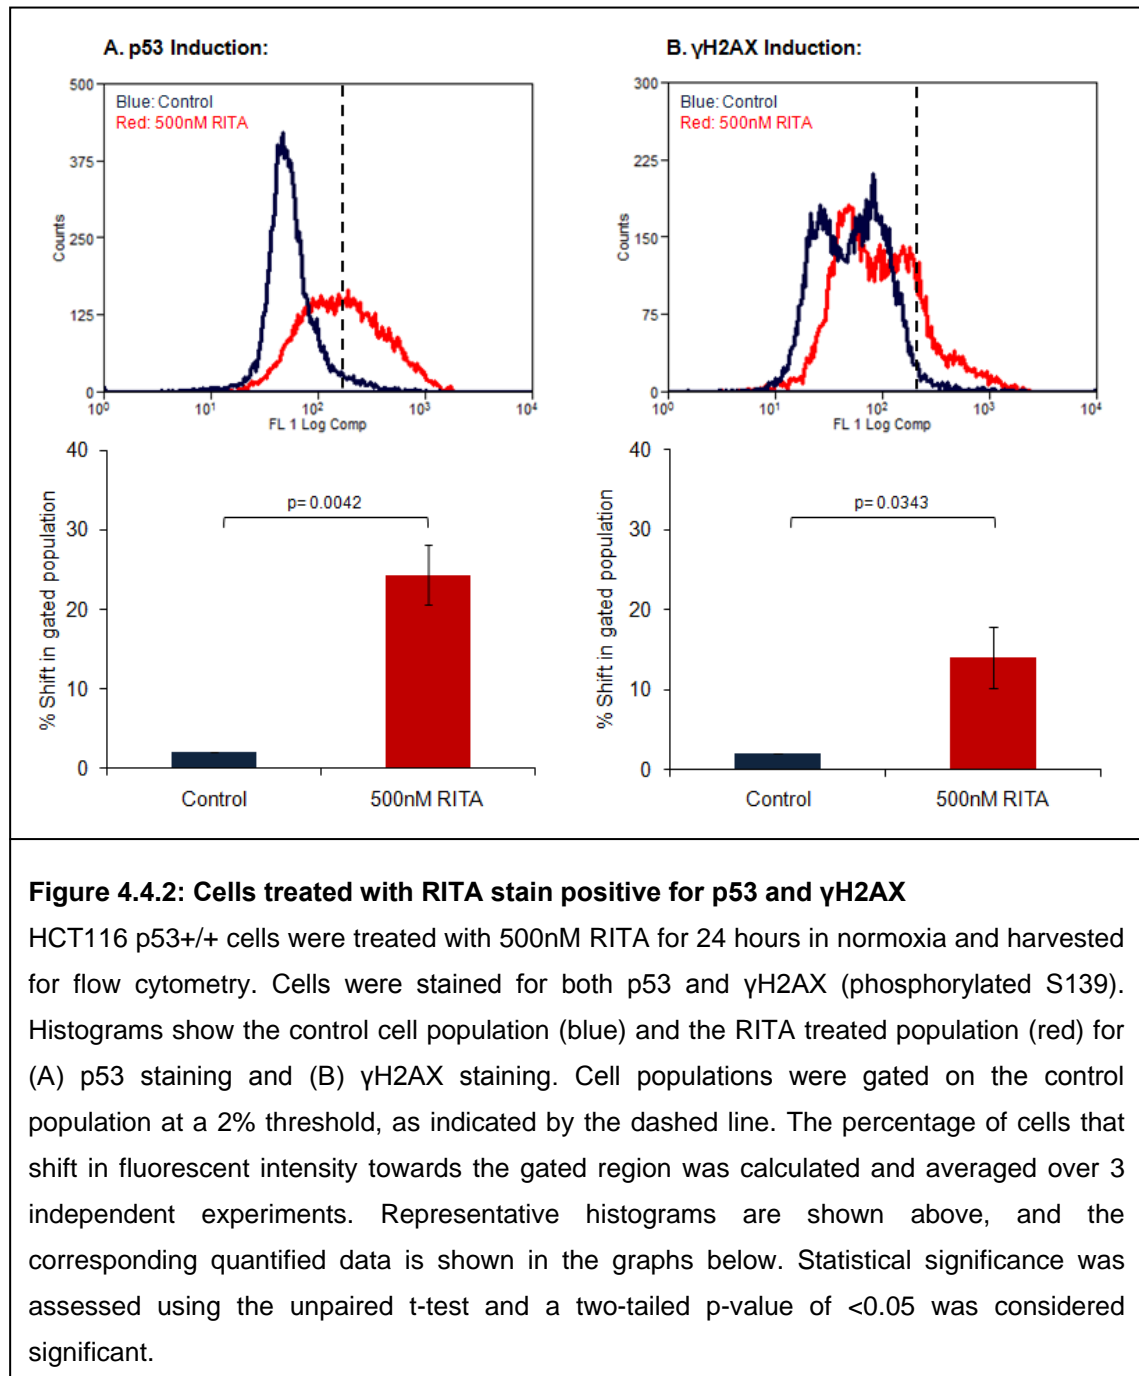 A. p53 Induction:
Blue: Control
Red: 500nM RITA
500
375
250
125
0
Counts
10⁰ 10¹ 10² 10³ 10⁴
FL 1 Log Comp
B. γH2AX Induction:
Blue: Control
Red: 500nM RITA
300
225
150
75
0
Counts
10⁰ 10¹ 10² 10³ 10⁴
FL 1 Log Comp
% Shift in gated population
40
30
20
10
0
p= 0.0042
Control 500nM RITA
% Shift in gated population
40
30
20
10
0
p= 0.0343
Control 500nM RITA
Figure 4.4.2: Cells treated with RITA stain positive for p53 and γH2AX
HCT116 p53+/+ cells were treated with 500nM RITA for 24 hours in normoxia and harvested
for flow cytometry. Cells were stained for both p53 and γH2AX (phosphorylated S139).
Histograms show the control cell population (blue) and the RITA treated population (red) for
(A) p53 staining and (B) γH2AX staining. Cell populations were gated on the control
population at a 2% threshold, as indicated by the dashed line. The percentage of cells that
shift in fluorescent intensity towards the gated region was calculated and averaged over 3
independent experiments. Representative histograms are shown above, and the
corresponding quantified data is shown in the graphs below. Statistical significance was
assessed using the unpaired t-test and a two-tailed p-value of <0.05 was considered
significant.